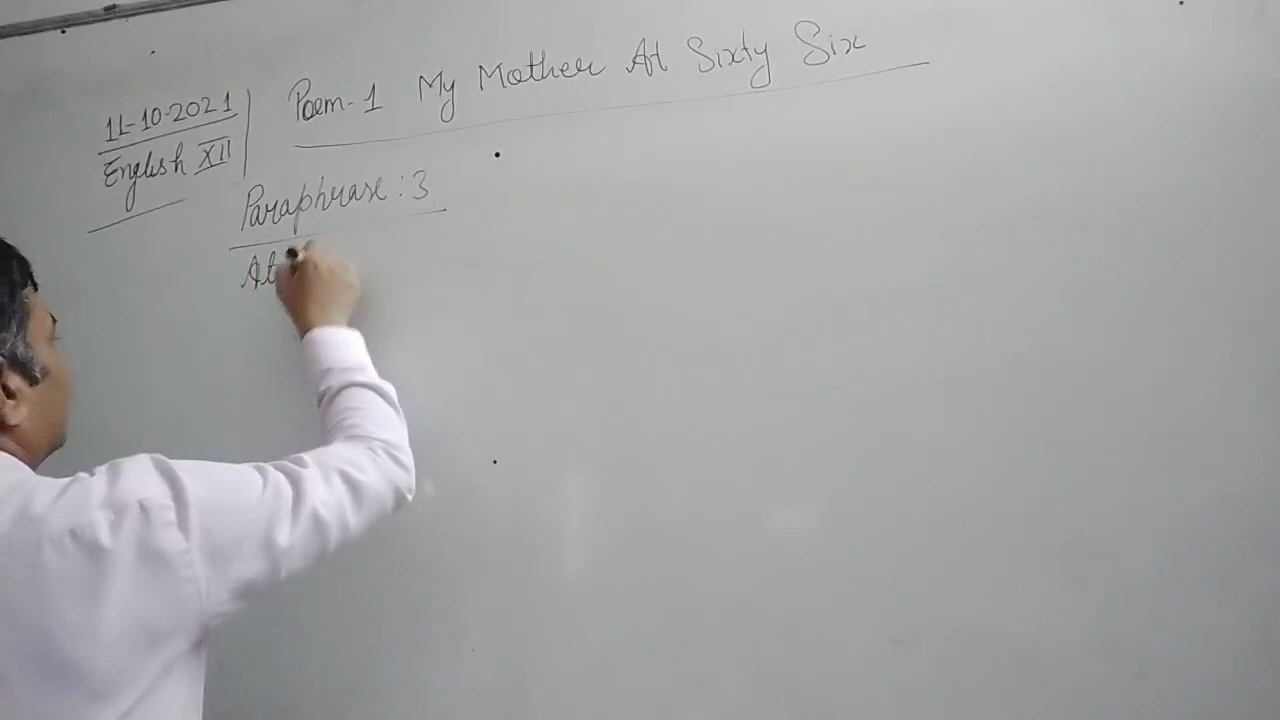 11-10-2021
English XII
Poem-1 My Mother At Sixty Six
Paraphrase : 3
At